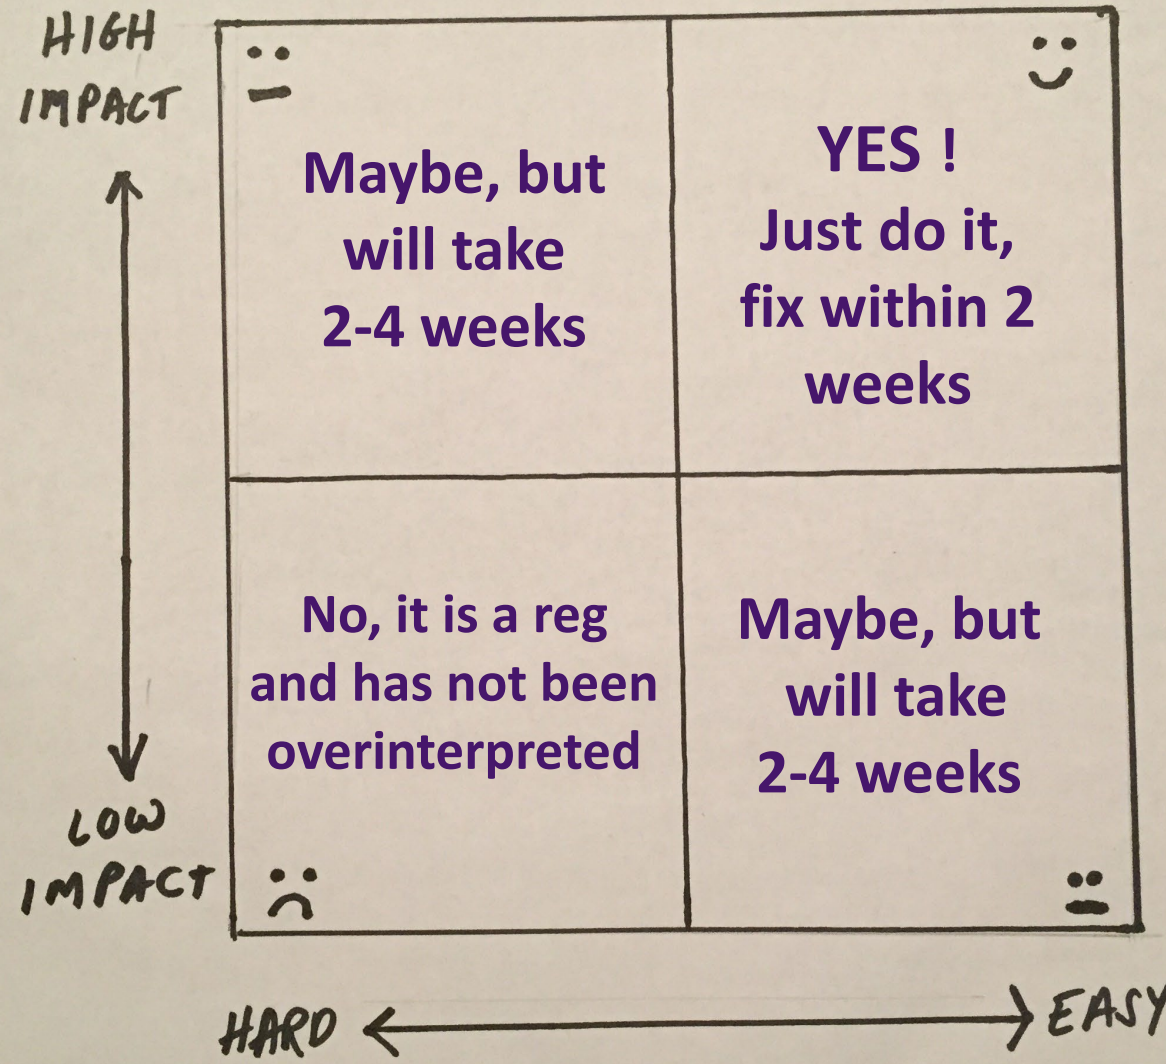 HIGH
IMPACT
Maybe, but
will take
2-4 weeks
YES !
Just do it,
fix within 2
weeks
No, it is a reg
and has not been
overinterpreted
Maybe, but
will take
2-4 weeks
LOW
IMPACT
HARD
EASY